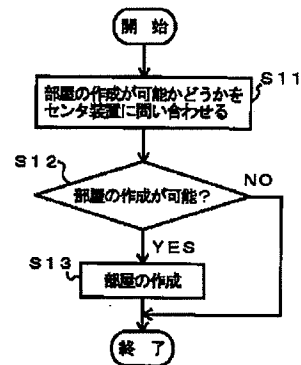 開 始
部屋の作成が可能かどうかを
センタ装置に問い合わせる
S11
S12
部屋の作成が可能?
NO
YES
S13
部屋の作成
終 了